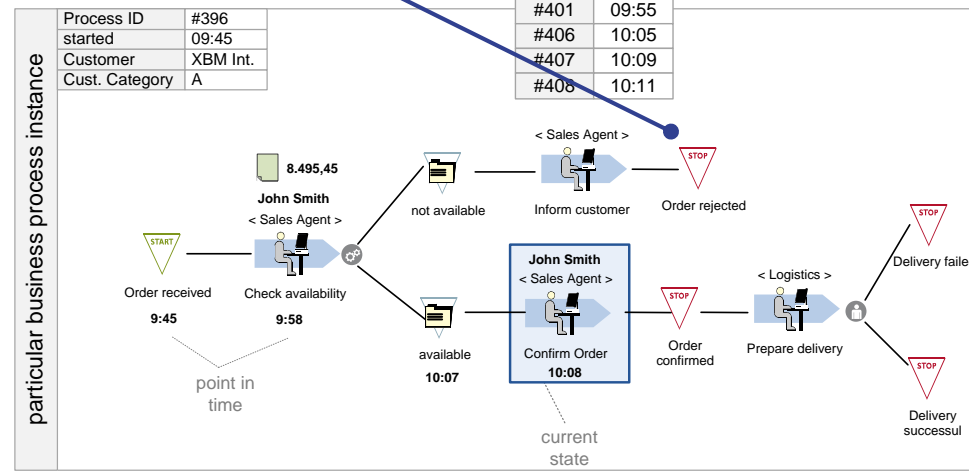 #401 09:55
#406 10:05
#407 10:09
#408 10:11
Process ID #396
started 09:45
Customer XBM Int.
Cust. Category A
particular business process instance
< Sales Agent >
STOP
Inform customer
Order rejected
8.495,45
John Smith
< Sales Agent >
not available
START
Order received
9:45
Check availability
9:58
point in
time
available
10:07
John Smith
< Sales Agent >
Confirm Order
10:08
current
state
STOP
Order
confirmed
< Logistics >
Prepare delivery
STOP
Delivery faile
STOP
Delivery
successul